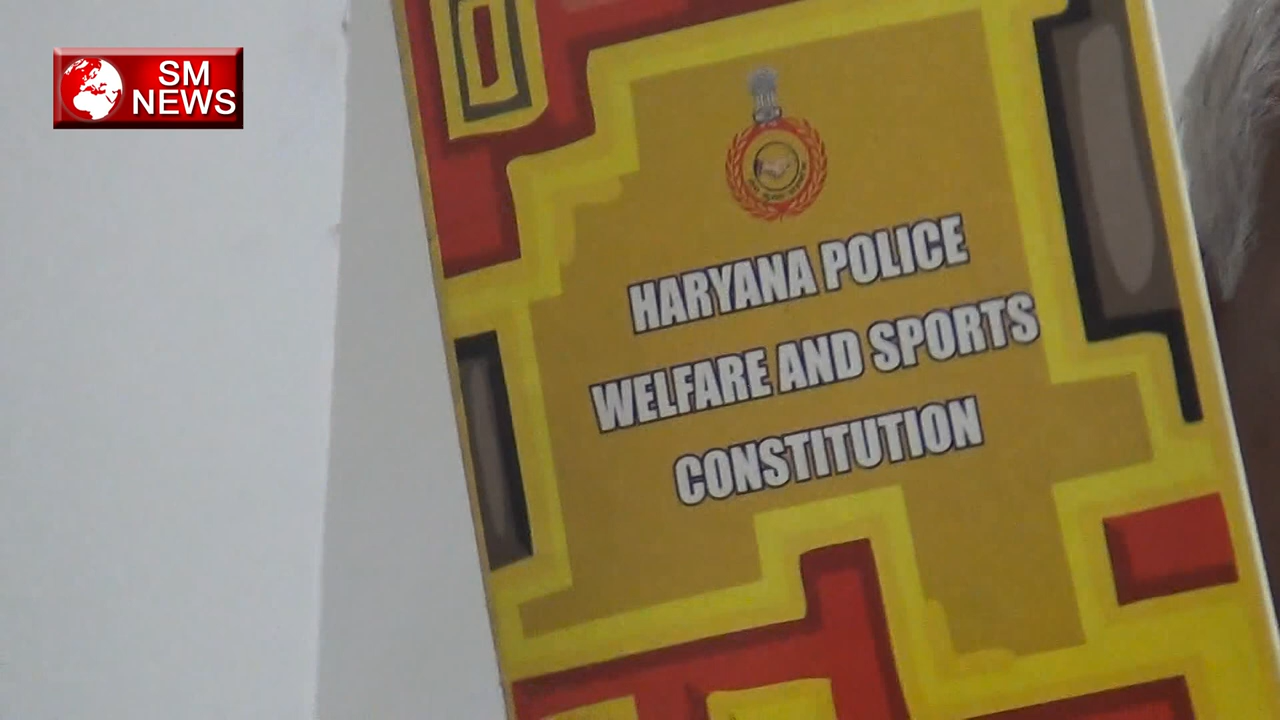 SM
NEWS
HARYANA POLICE
WELFARE AND SPORTS
CONSTITUTION